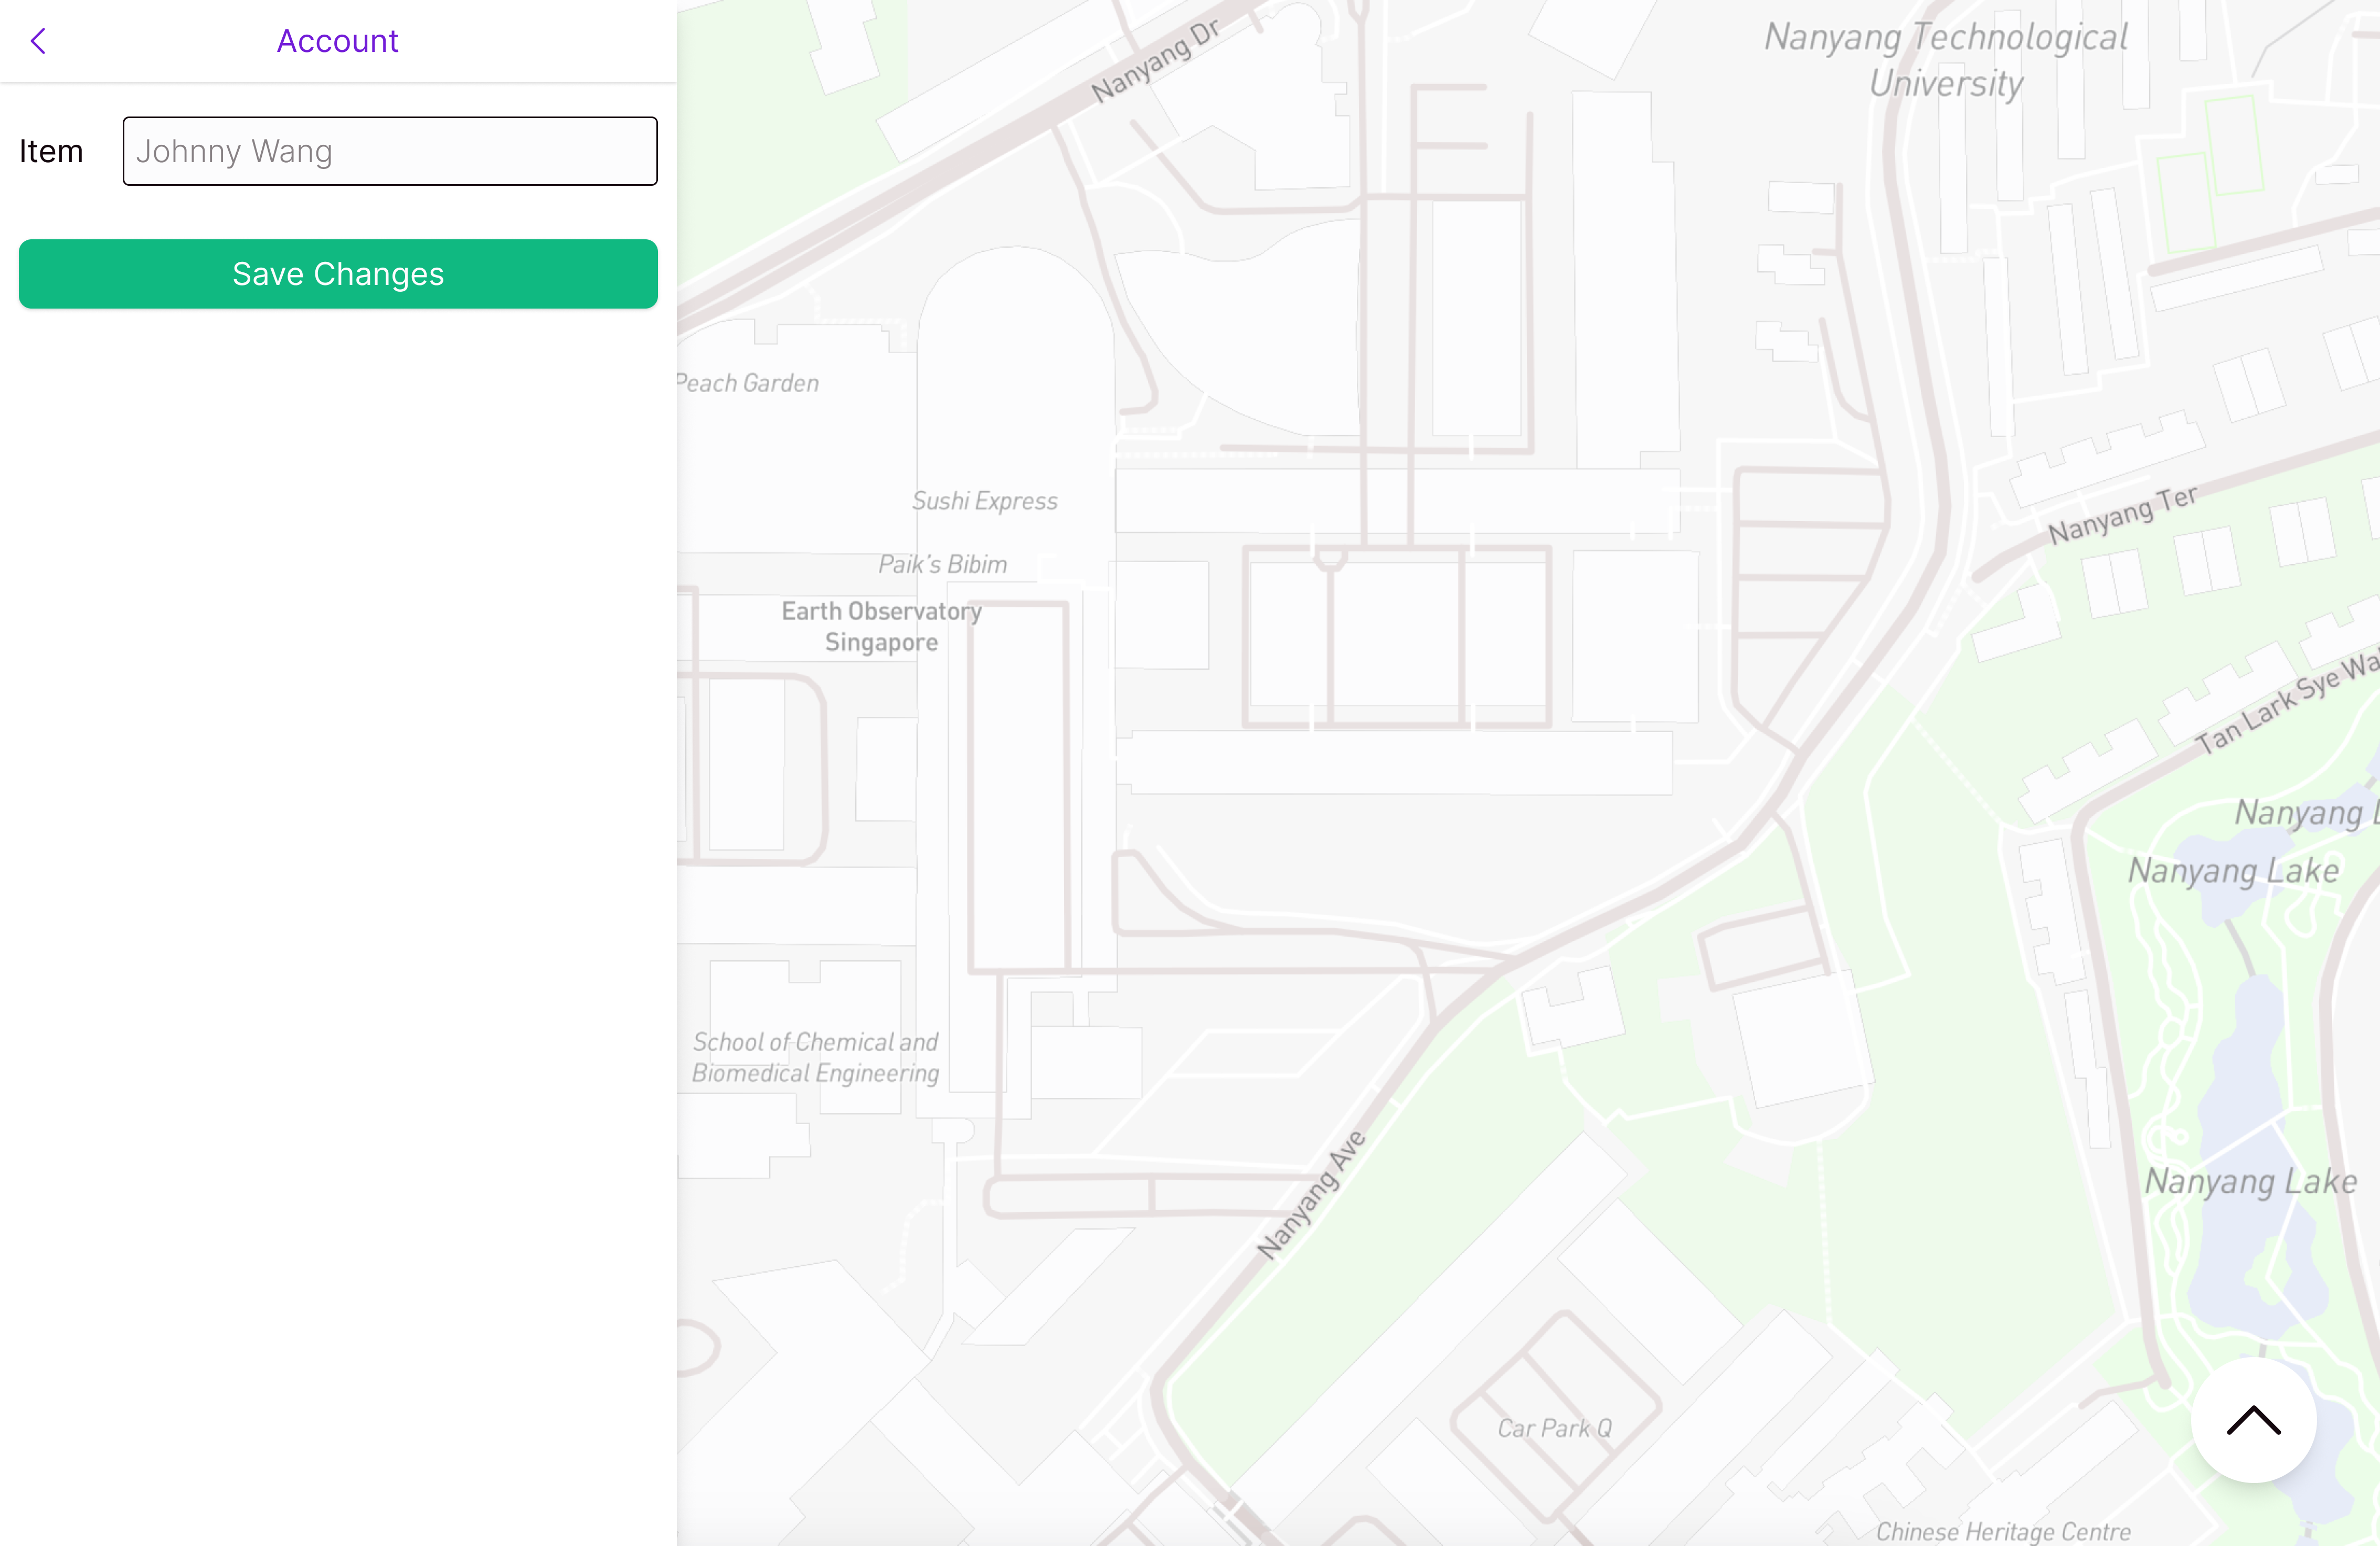 Account
Item
Johnny Wang
Save Changes
Nanyang Dr
Nanyang Technological
University
Peach Garden
Sushi Express
Paik's Bibim
Earth Observatory
Singapore
Nanyang Ter
Tan Lark Sye Wa
Nanyang L
Nanyang Lake
School of Chemical and
Biomedical Engineering
Nanyang Ave
Nanyang Lake
Car Park Q
Chinese Heritage Centre